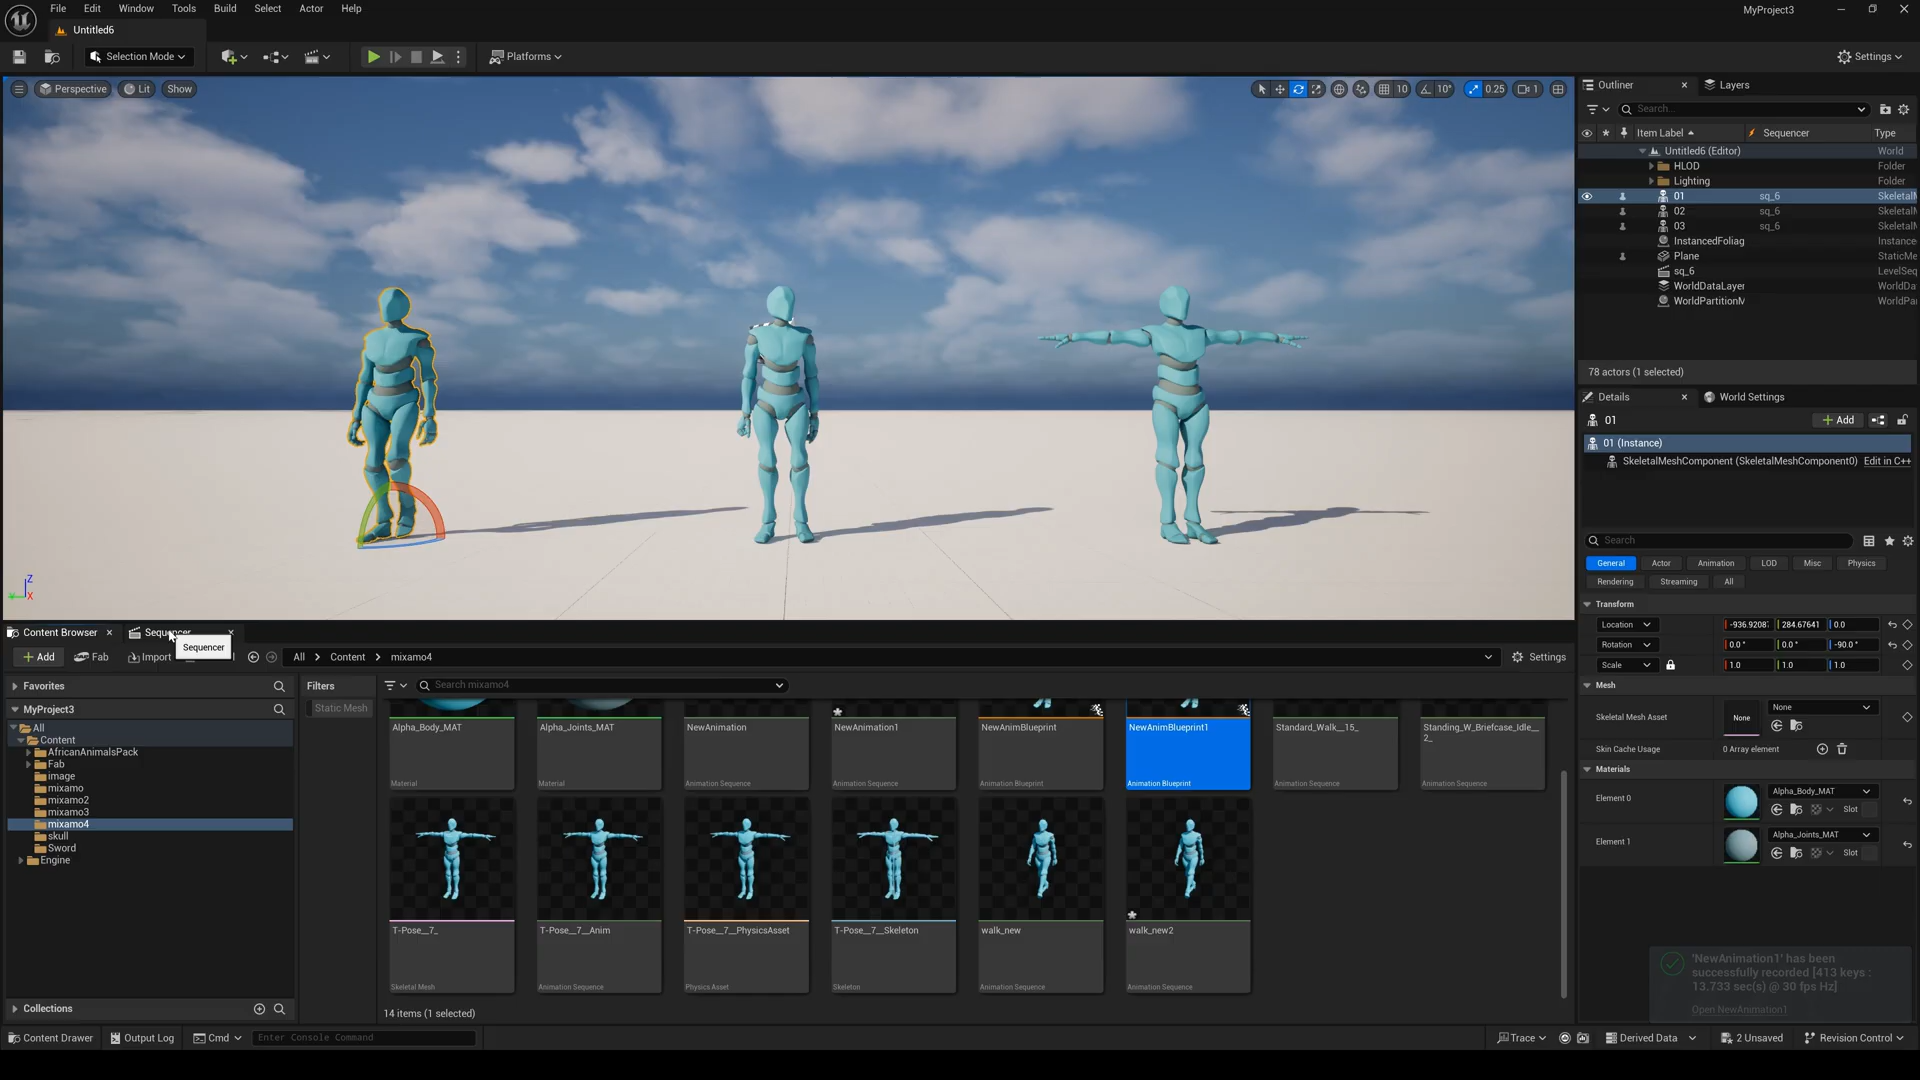 File Edit Window Tools Build Select Actor Help
MyProject3
Untitled6
Selection Mode
Platforms
Settings
Perspective
Lit
Show
10
10°
0.25
1
Outliner
Layers
Search...
Item Label
Sequencer
Type
Untitled6 (Editor)
World
HLOD
Folder
Lighting
Folder
01
sq_6
SkeletalM
02
sq_6
SkeletalM
03
sq_6
SkeletalM
InstancedFoliag
Instance
Plane
StaticMe
sq_6
LevelSeq
WorldDataLayer
WorldDa
WorldPartitionM
WorldPar
78 actors (1 selected)
Details
World Settings
01
Add
01 (Instance)
SkeletalMeshComponent (SkeletalMeshComponent0)
Edit in C++
Search
General
Actor
Animation
LOD
Misc
Physics
Rendering
Streaming
All
Transform
Location
284.67641
0.0
Rotation
0.0 °
0.0 °
-90.0 °
Scale
1.0
1.0
1.0
Mesh
Skeletal Mesh Asset
None
None
Skin Cache Usage
0 Array element
Materials
Element 0
Alpha_Body_MAT
Slot
Element 1
Alpha_Joints_MAT
Slot
Z
X
Content Browser
Sequencer
Add
Fab
Import
All
Content
mixamo4
Settings
Favorites
MyProject3
All
Content
AfricanAnimalsPack
Fab
image
mixamo
mixamo2
mixamo3
mixamo4
skull
Sword
Engine
Collections
Filters
Static Mesh
Search mixamo4
Alpha_Body_MAT
Material
Alpha_Joints_MAT
Material
NewAnimation
Animation Sequence
NewAnimation1
Animation Sequence
NewAnimBlueprint
Animation Blueprint
NewAnimBlueprint1
Animation Blueprint
Standard_Walk__15_
Animation Sequence
Standing_W_Briefcase_Idle__
2_
Animation Sequence
T-Pose__7_
Skeletal Mesh
T-Pose__7__Anim
Animation Sequence
T-Pose__7__PhysicsAsset
Physics Asset
T-Pose__7__Skeleton
Skeleton
walk_new
Animation Sequence
walk_new2
Animation Sequence
14 items (1 selected)
'NewAnimation1' has been
successfully recorded [413 keys :
13.733 sec(s) @ 30 fps Hz]
Open NewAnimation1
Content Drawer
Output Log
Cmd
Enter Console Command
Trace
Derived Data
2 Unsaved
Revision Control